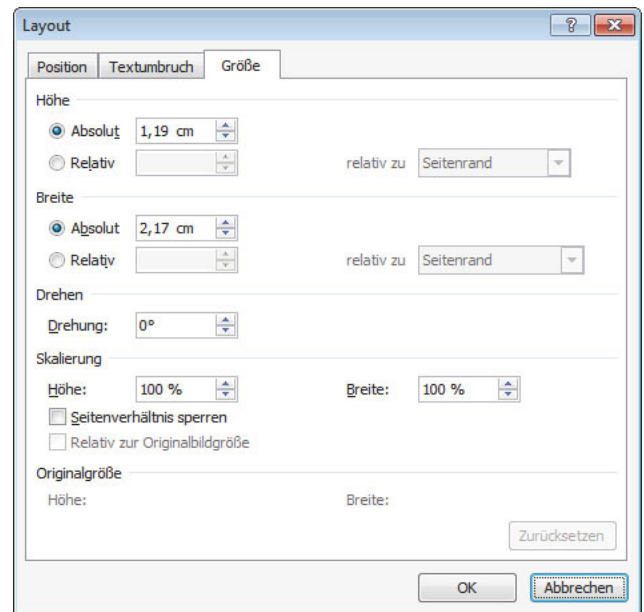 Layout
Position Textumbruch Größe
Höhe
Absolut 1,19 cm
Relativ relativ zu Seitenrand
Breite
Absolut 2,17 cm
Relativ relativ zu Seitenrand
Drehen
Drehung: 0°
Skalierung
Höhe: 100 % Breite: 100 %
Seitenverhältnis sperren
Relativ zur Originalbildgröße
Originalgröße
Höhe: Breite:
Zurücksetzen
OK Abbrechen